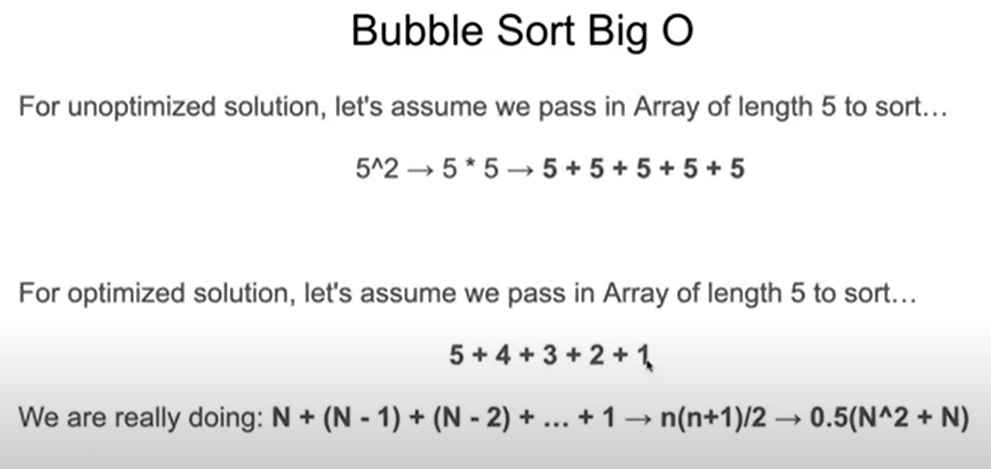 Bubble Sort Big O
For unoptimized solution, let's assume we pass in Array of length 5 to sort…
5^2 → 5 * 5 → 5 + 5 + 5 + 5 + 5
For optimized solution, let's assume we pass in Array of length 5 to sort…
5 + 4 + 3 + 2 + 1
We are really doing: N + (N - 1) + (N - 2) + … + 1 → n(n+1)/2 → 0.5(N^2 + N)